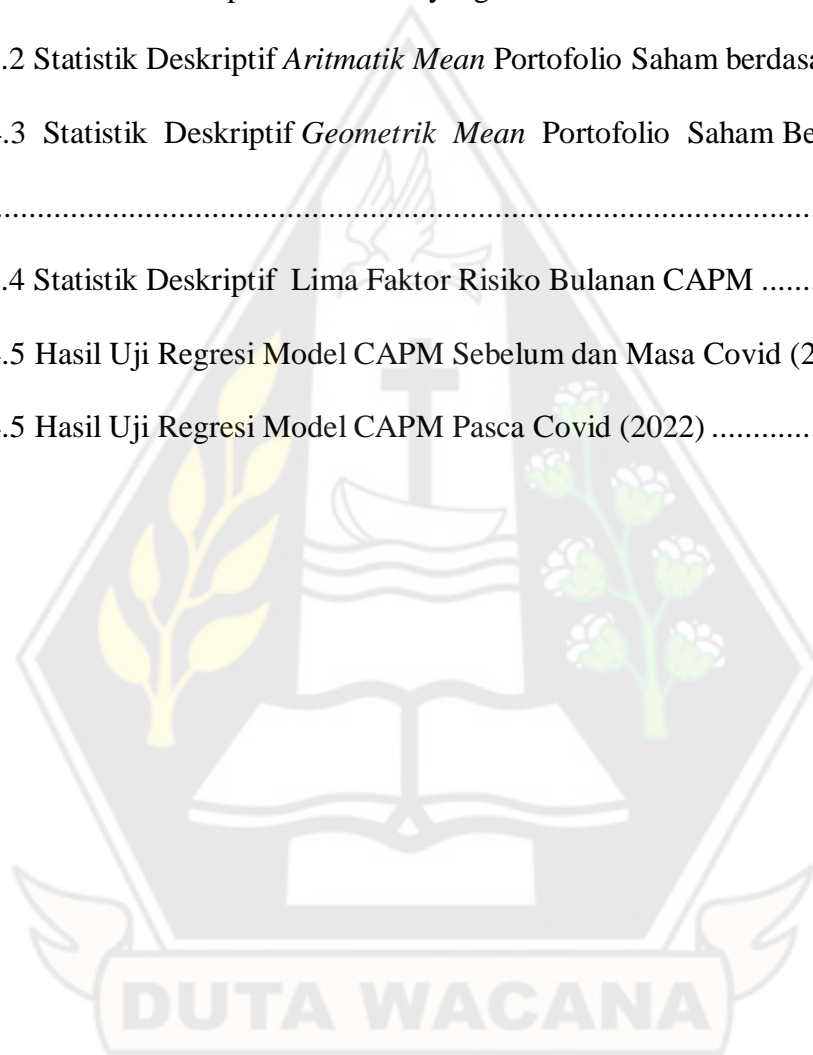 .2 Statistik Deskriptif Aritmatik Mean Portofolio Saham berdasa
.3 Statistik Deskriptif Geometrik Mean Portofolio Saham Be
....................................................................................................
.4 Statistik Deskriptif Lima Faktor Risiko Bulanan CAPM .......
.5 Hasil Uji Regresi Model CAPM Sebelum dan Masa Covid (2
.5 Hasil Uji Regresi Model CAPM Pasca Covid (2022) ..............
DUTA WACANA